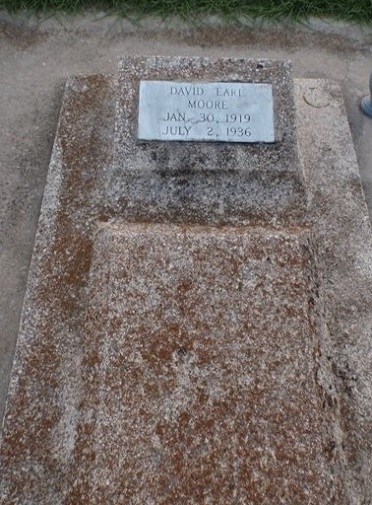 DAVID EARL
MOORE
JAN. 30, 1919
JULY 2, 1936